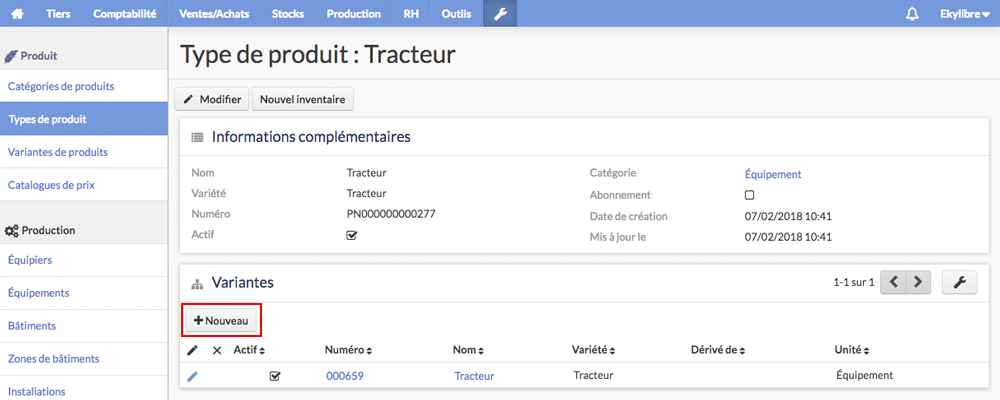 Tiers Comptabilité Ventes/Achats Stocks Production RH Outils Ekylibre
Produit
Catégories de produits
Types de produit
Variantes de produits
Catalogues de prix
Production
Équipiers
Équipements
Bâtiments
Zones de bâtiments
Installations
Type de produit : Tracteur
Modifier Nouvel inventaire
Informations complémentaires
Nom Tracteur Catégorie Équipement
Variété Tracteur Abonnement
Numéro PN000000000277 Date de création 07/02/2018 10:41
Actif Mis à jour le 07/02/2018 10:41
Variantes 1-1 sur 1
Nouveau
Actif Numéro Nom Variété Dérivé de Unité
000659 Tracteur Tracteur Équipement